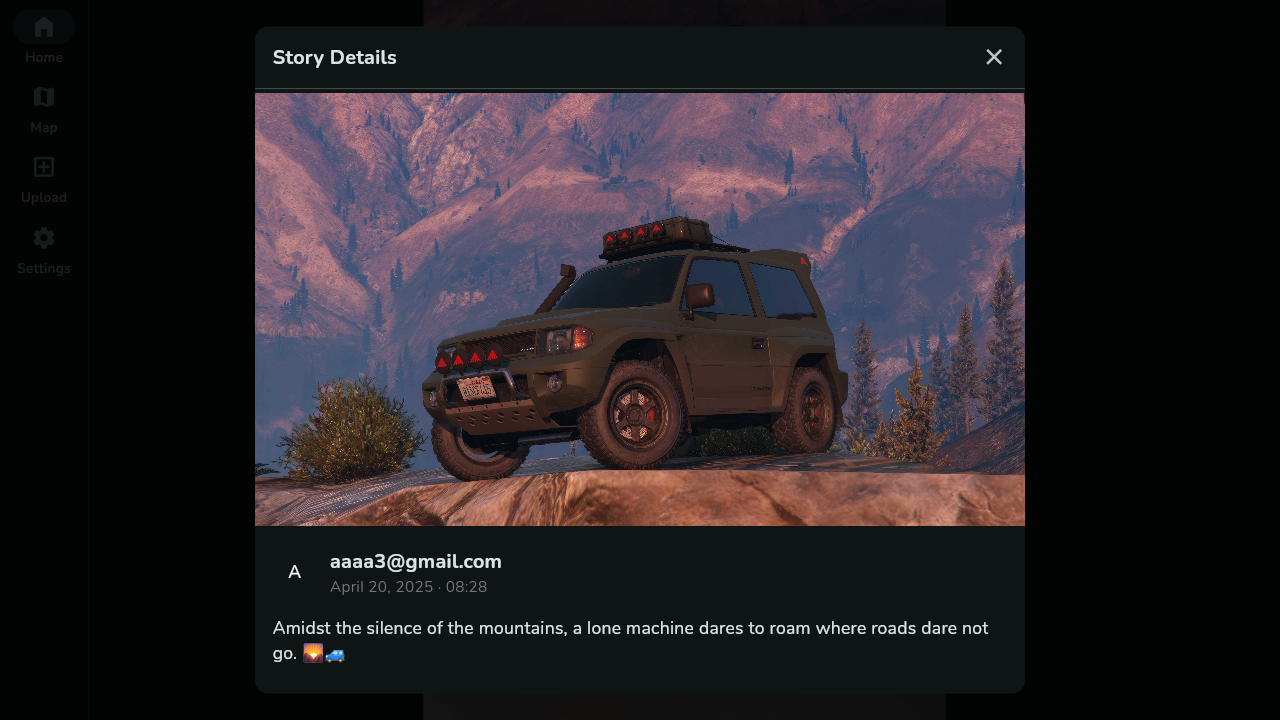 Home
Map
Upload
Settings
Story Details
A
aaaa3@gmail.com
April 20, 2025 · 08:28
Amidst the silence of the mountains, a lone machine dares to roam where roads dare not
go. 🌄🚙